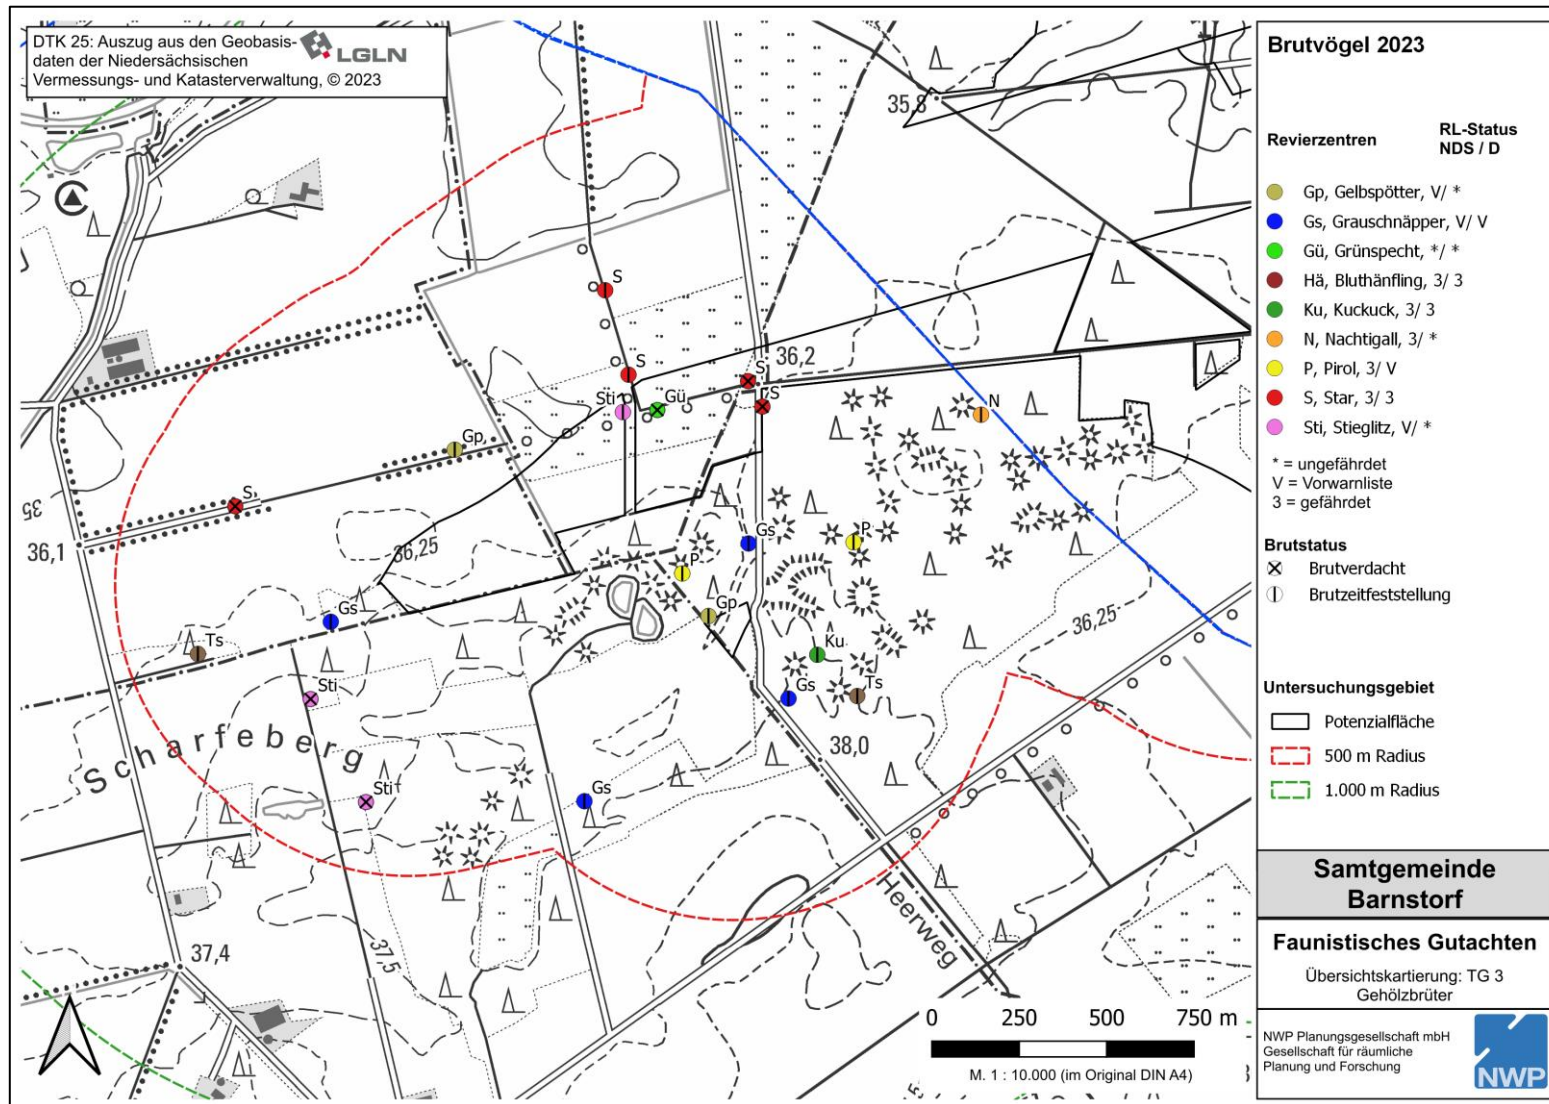 DTK 25: Auszug aus den Geobasis-
daten der Niedersächsischen
Vermessungs- und Katasterverwaltung, © 2023
LGLN
35,8
S
S
36,2
S
S
Sti
Gü
N
Gp
S
35
36,1
36,25
Gs
P
P
Gs
Gp
36,25
Ts
Ku
Sti
Gs
Ts
Scharfeberg
38,0
Sti
Gs
Heerweg
37,4
37,5
0 250 500 750 m
M. 1 : 10.000 (im Original DIN A4)
Brutvögel 2023
Revierzentren
RL-Status
NDS / D
Gp, Gelbspötter, V/ *
Gs, Grauschnäpper, V/ V
Gü, Grünspecht, */ *
Hä, Bluthänfling, 3/ 3
Ku, Kuckuck, 3/ 3
N, Nachtigall, 3/ *
P, Pirol, 3/ V
S, Star, 3/ 3
Sti, Stieglitz, V/ *
* = ungefährdet
V = Vorwarnliste
3 = gefährdet
Brutstatus
Brutverdacht
Brutzeitfeststellung
Untersuchungsgebiet
Potenzialfläche
500 m Radius
1.000 m Radius
Samtgemeinde
Barnstorf
Faunistisches Gutachten
Übersichtskartierung: TG 3
Gehölzbrüter
NWP Planungsgesellschaft mbH
Gesellschaft für räumliche
Planung und Forschung
NWP